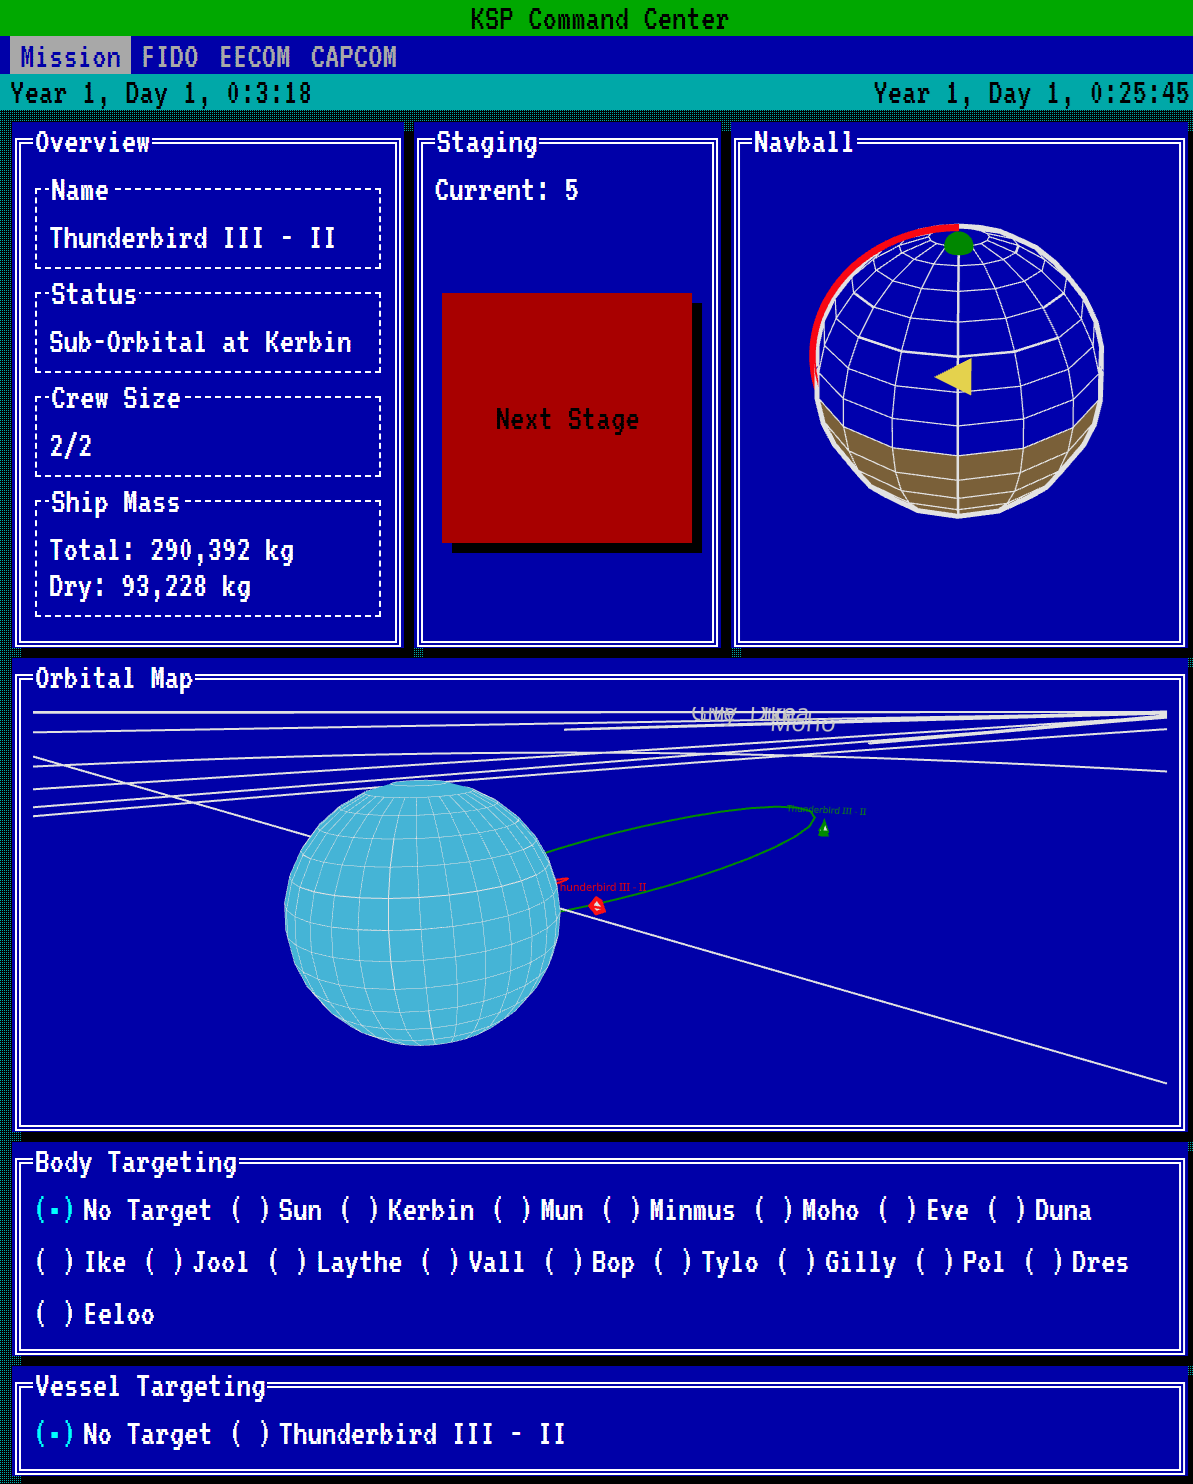 KSP Command Center
Mission FIDO EECOM CAPCOM
Year 1, Day 1, 0:3:18 Year 1, Day 1, 0:25:45
Overview
Name
Thunderbird III - II
Status
Sub-Orbital at Kerbin
Crew Size
2/2
Ship Mass
Total: 290,392 kg
Dry: 93,228 kg
Staging
Current: 5
Next Stage
Navball
Orbital Map
Moho
Thunderbird III - II
hunderbird III - II
Body Targeting
(•) No Target ( ) Sun ( ) Kerbin ( ) Mun ( ) Minmus ( ) Moho ( ) Eve ( ) Duna
( ) Ike ( ) Jool ( ) Laythe ( ) Vall ( ) Bop ( ) Tylo ( ) Gilly ( ) Pol ( ) Dres
( ) Eeloo
Vessel Targeting
(•) No Target ( ) Thunderbird III - II